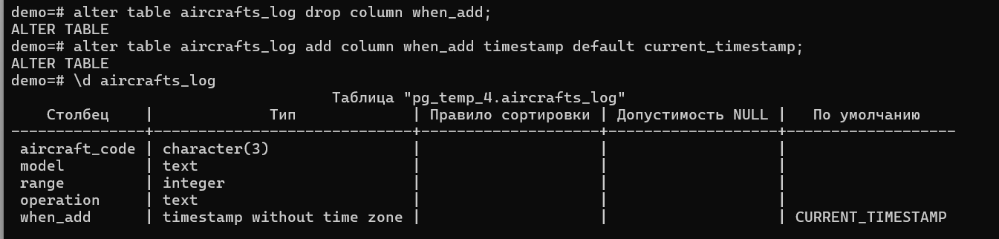 demo=# alter table aircrafts_log drop column when_add;
ALTER TABLE
demo=# alter table aircrafts_log add column when_add timestamp default current_timestamp;
ALTER TABLE
demo=# \d aircrafts_log
Таблица "pg_temp_4.aircrafts_log"
Столбец | Тип | Правило сортировки | Допустимость NULL | По умолчанию
---------------+-----------------------------+--------------------+-------------------+-------------------
aircraft_code | character(3) | | |
model | text | | |
range | integer | | |
operation | text | | |
when_add | timestamp without time zone | | | CURRENT_TIMESTAMP